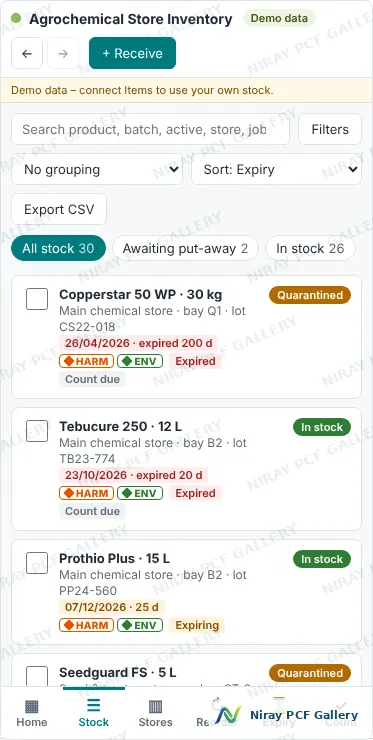 Agrochemical Store Inventory Demo data
← → + Receive
Demo data – connect Items to use your own stock.
Search product, batch, active, store, job Filters
No grouping Sort: Expiry
Export CSV
All stock 30 Awaiting put-away 2 In stock 26
Copperstar 50 WP · 30 kg Quarantined
Main chemical store · bay Q1 · lot
CS22-018
26/04/2026 · expired 200 d
HARM ENV Expired
Count due
Tebucure 250 · 12 L In stock
Main chemical store · bay B2 · lot
TB23-774
23/10/2026 · expired 20 d
HARM ENV Expired
Count due
Prothio Plus · 15 L In stock
Main chemical store · bay B2 · lot
PP24-560
07/12/2026 · 25 d
HARM ENV Expiring
Seedguard FS · 5 L Quarantined
Home Stock Stores Expiry Count
Niray PCF Gallery
NIRAY PCF GALLERY